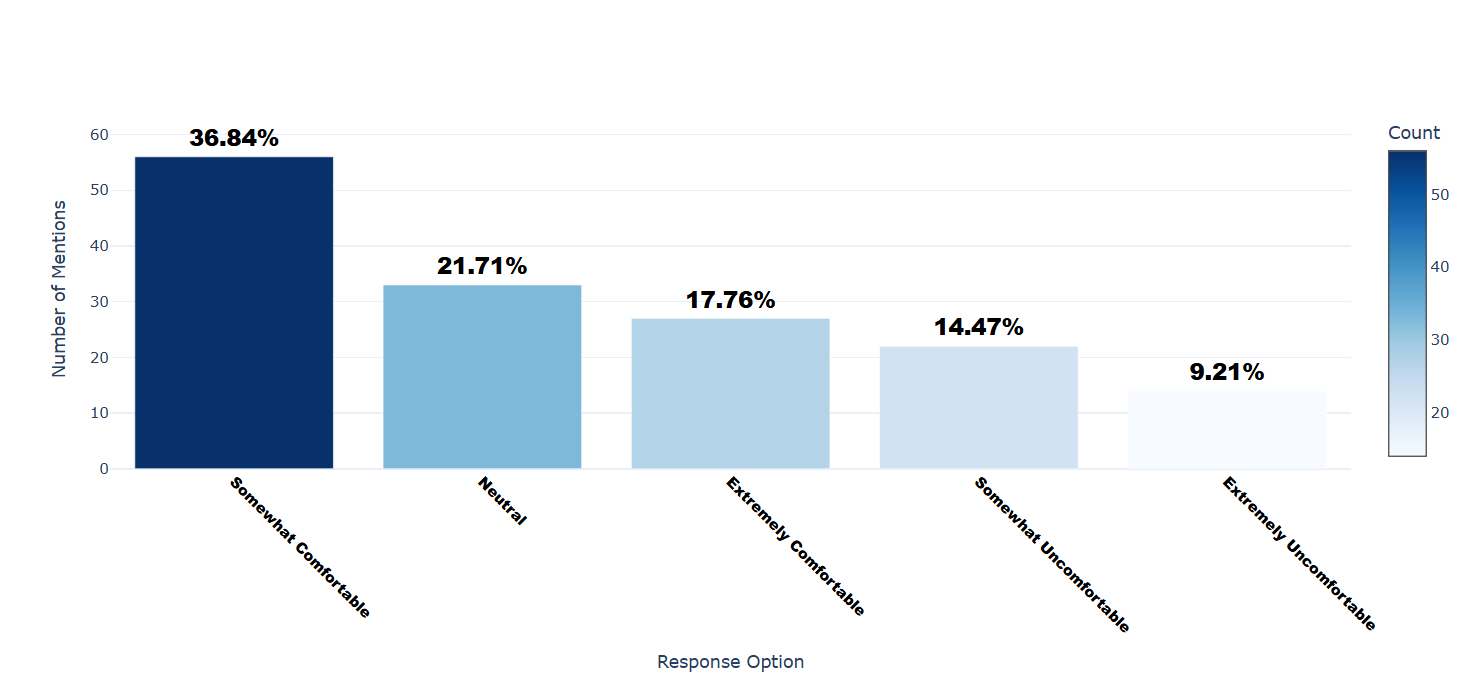 60
50
40
30
20
10
0
Number of Mentions
36.84%
21.71%
17.76%
14.47%
9.21%
Somewhat Comfortable
Neutral
Extremely Comfortable
Somewhat Uncomfortable
Extremely Uncomfortable
Response Option
Count
50
40
30
20